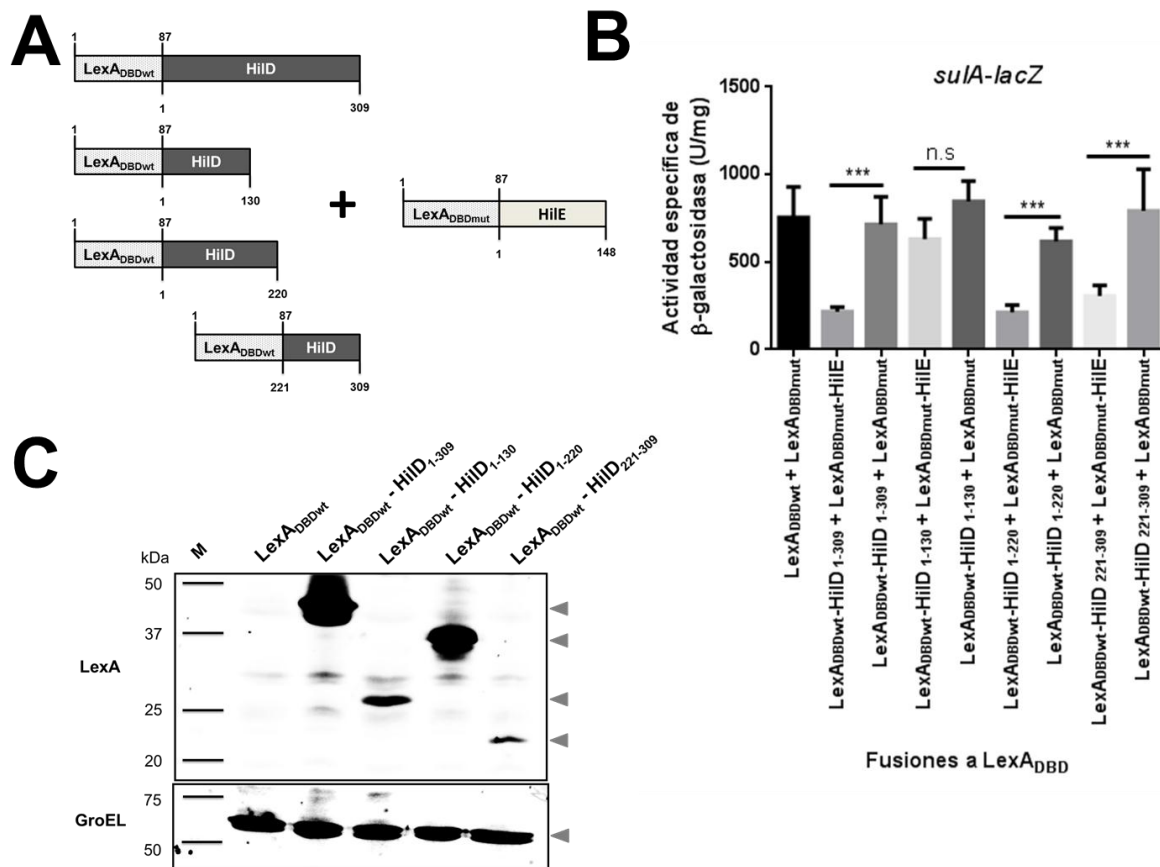 A
1 87
LexADBDwt HilD
1 309
1 87
LexADBDwt HilD
1 130
1 87
LexADBDwt HilD
1 220
1 87
LexADBDwt HilD
221 309
+
1 87
LexADBDmut HilE
1 148
B
sulA-lacZ
Actividad específica de
β-galactosidasa (U/mg)
1500
1000
500
0
***
n.s
***
***
LexADBDwt + LexADBDmut
LexADBDwt-HilD 1-309 + LexADBDmut-HilE
LexADBDwt-HilD 1-309 + LexADBDmut
LexADBDwt-HilD 1-130 + LexADBDmut-HilE
LexADBDwt-HilD 1-130 + LexADBDmut
LexADBDwt-HilD 1-220 + LexADBDmut-HilE
LexADBDwt-HilD 1-220 + LexADBDmut
LexADBDwt-HilD 221-309 + LexADBDmut-HilE
LexADBDwt-HilD 221-309 + LexADBDmut
Fusiones a LexADBD
C
kDa
M
LexADBDwt
LexADBDwt - HilD1-309
LexADBDwt - HilD1-130
LexADBDwt - HilD1-220
LexADBDwt - HilD221-309
50
37
LexA
25
20
75
GroEL
50